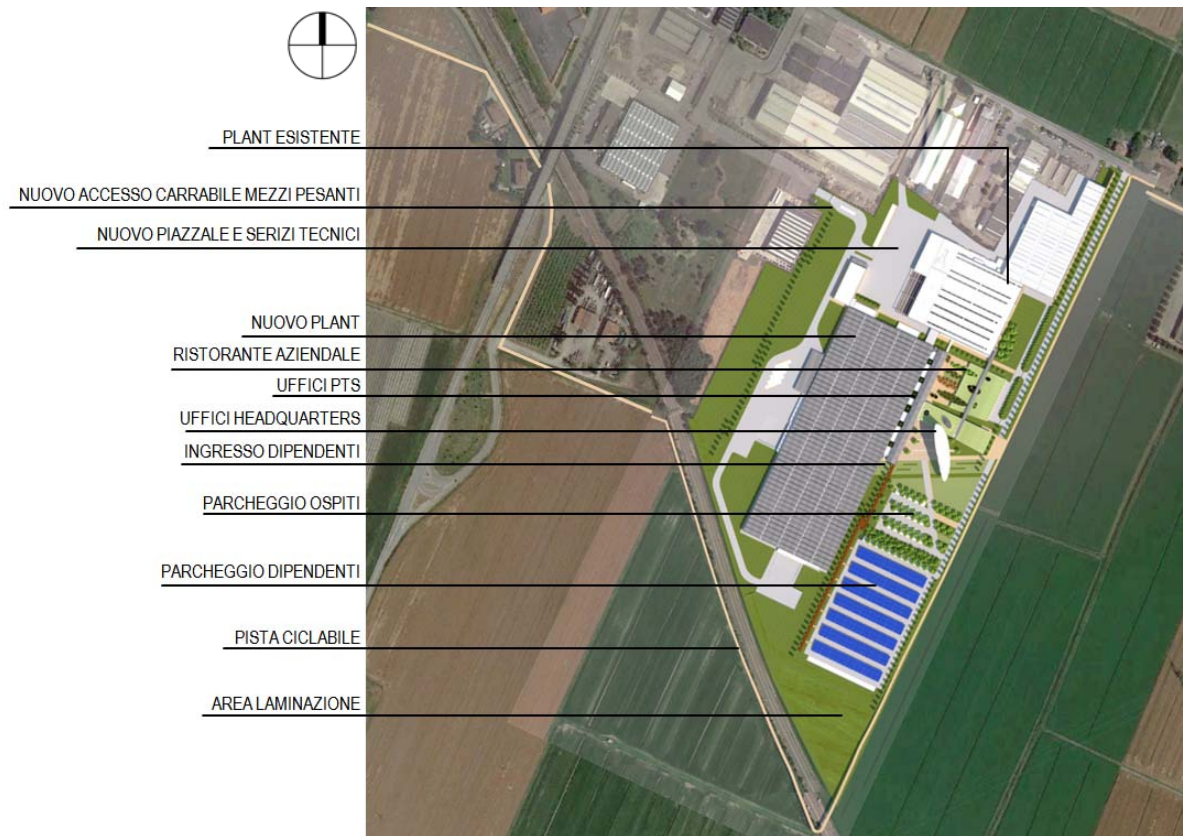 PLANT ESISTENTE
NUOVO ACCESSO CARRABILE MEZZI PESANTI
NUOVO PIAZZALE E SERIZI TECNICI
NUOVO PLANT
RISTORANTE AZIENDALE
UFFICI PTS
UFFICI HEADQUARTERS
INGRESSO DIPENDENTI
PARCHEGGIO OSPITI
PARCHEGGIO DIPENDENTI
PISTA CICLABILE
AREA LAMINAZIONE